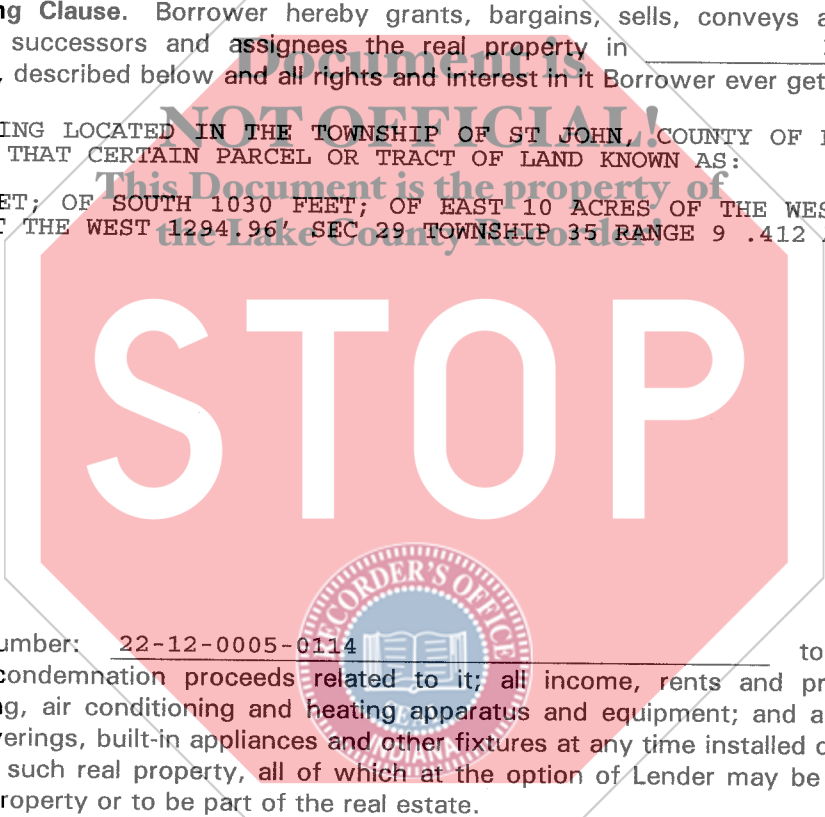 ng Clause. Borrower hereby grants, bargains, sells, conveys a
successors and assignees the real property in
, described below and all rights and interest in it Borrower ever get
Document is
NOT OFFICIAL!
This Document is the property of
the Lake County Recorder!
ING LOCATED IN THE TOWNSHIP OF ST JOHN, COUNTY OF
THAT CERTAIN PARCEL OR TRACT OF LAND KNOWN AS:
ET; OF SOUTH 1030 FEET; OF EAST 10 ACRES OF THE WES
THE WEST 1294.96' SEC 29 TOWNSHIP 35 RANGE 9 .412
STOP
RECORDER'S OFFICE
INDIANA
umber: 22-12-0005-0114 to
condemnation proceeds related to it; all income, rents and pr
ng, air conditioning and heating apparatus and equipment; and a
verings, built-in appliances and other fixtures at any time installed o
such real property, all of which at the option of Lender may be
roperty or to be part of the real estate.